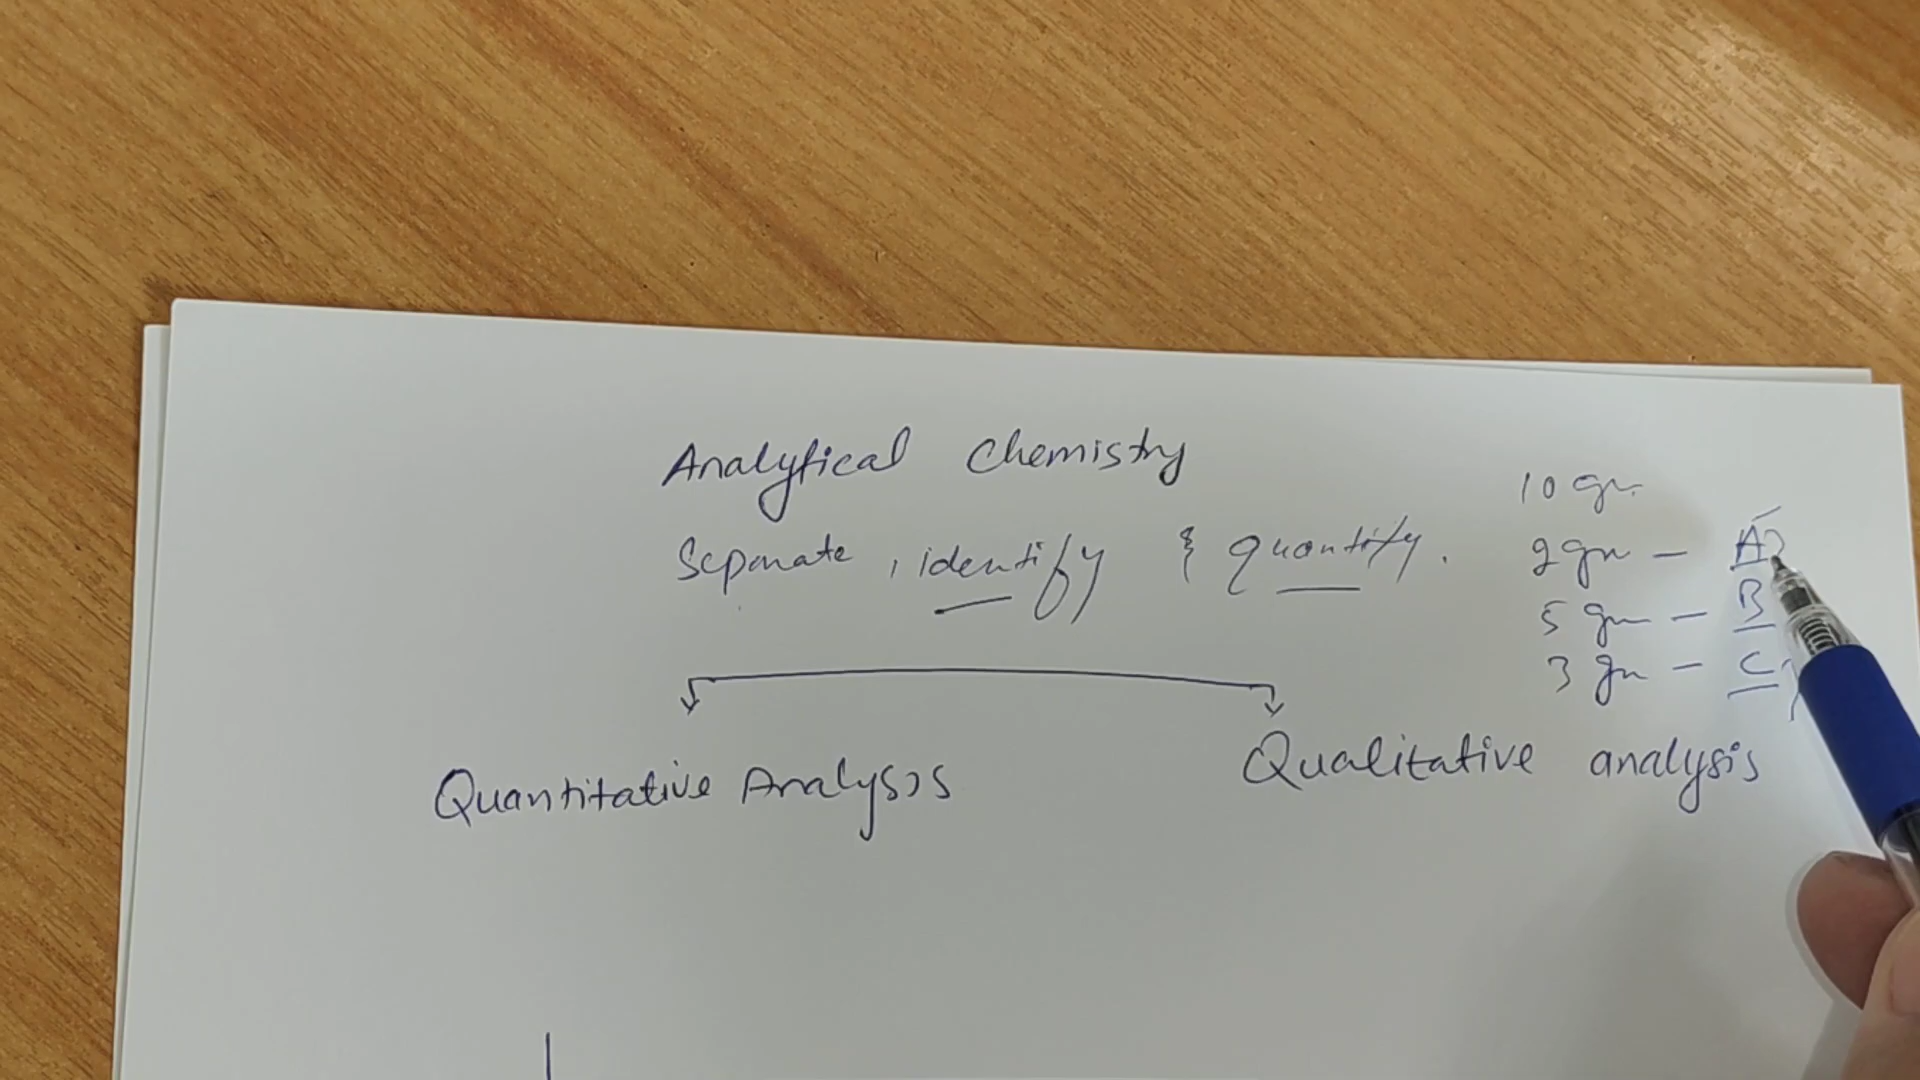 Analytical Chemistry
Separate, identify & quantify.
10 gm
2 gm - A
5 gm - B
3 gm - C
Quantitative Analysis
Qualitative analysis